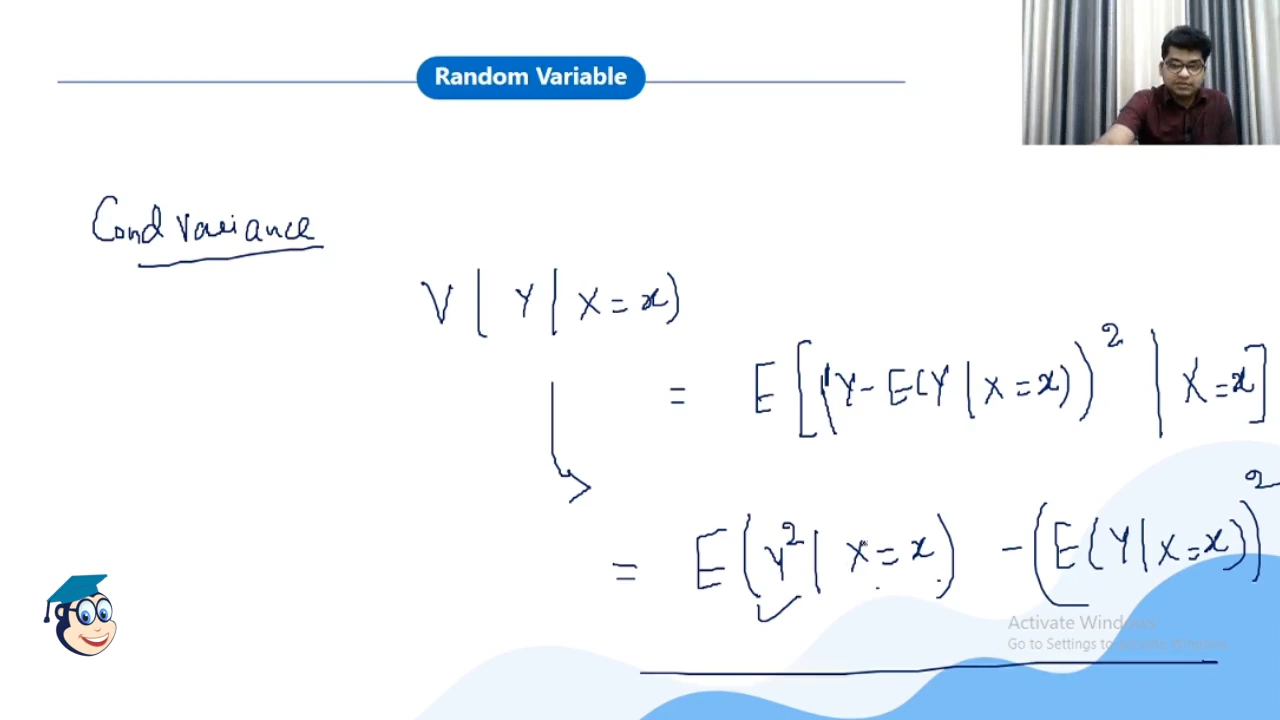 Random Variable
Cond Variance
V( Y | X = x)
= E[(Y - E(Y | X = x))² | X = x]
= E(Y² | X = x) - (E(Y | X = x))²
Activate Windows
Go to Settings to activate Windows.